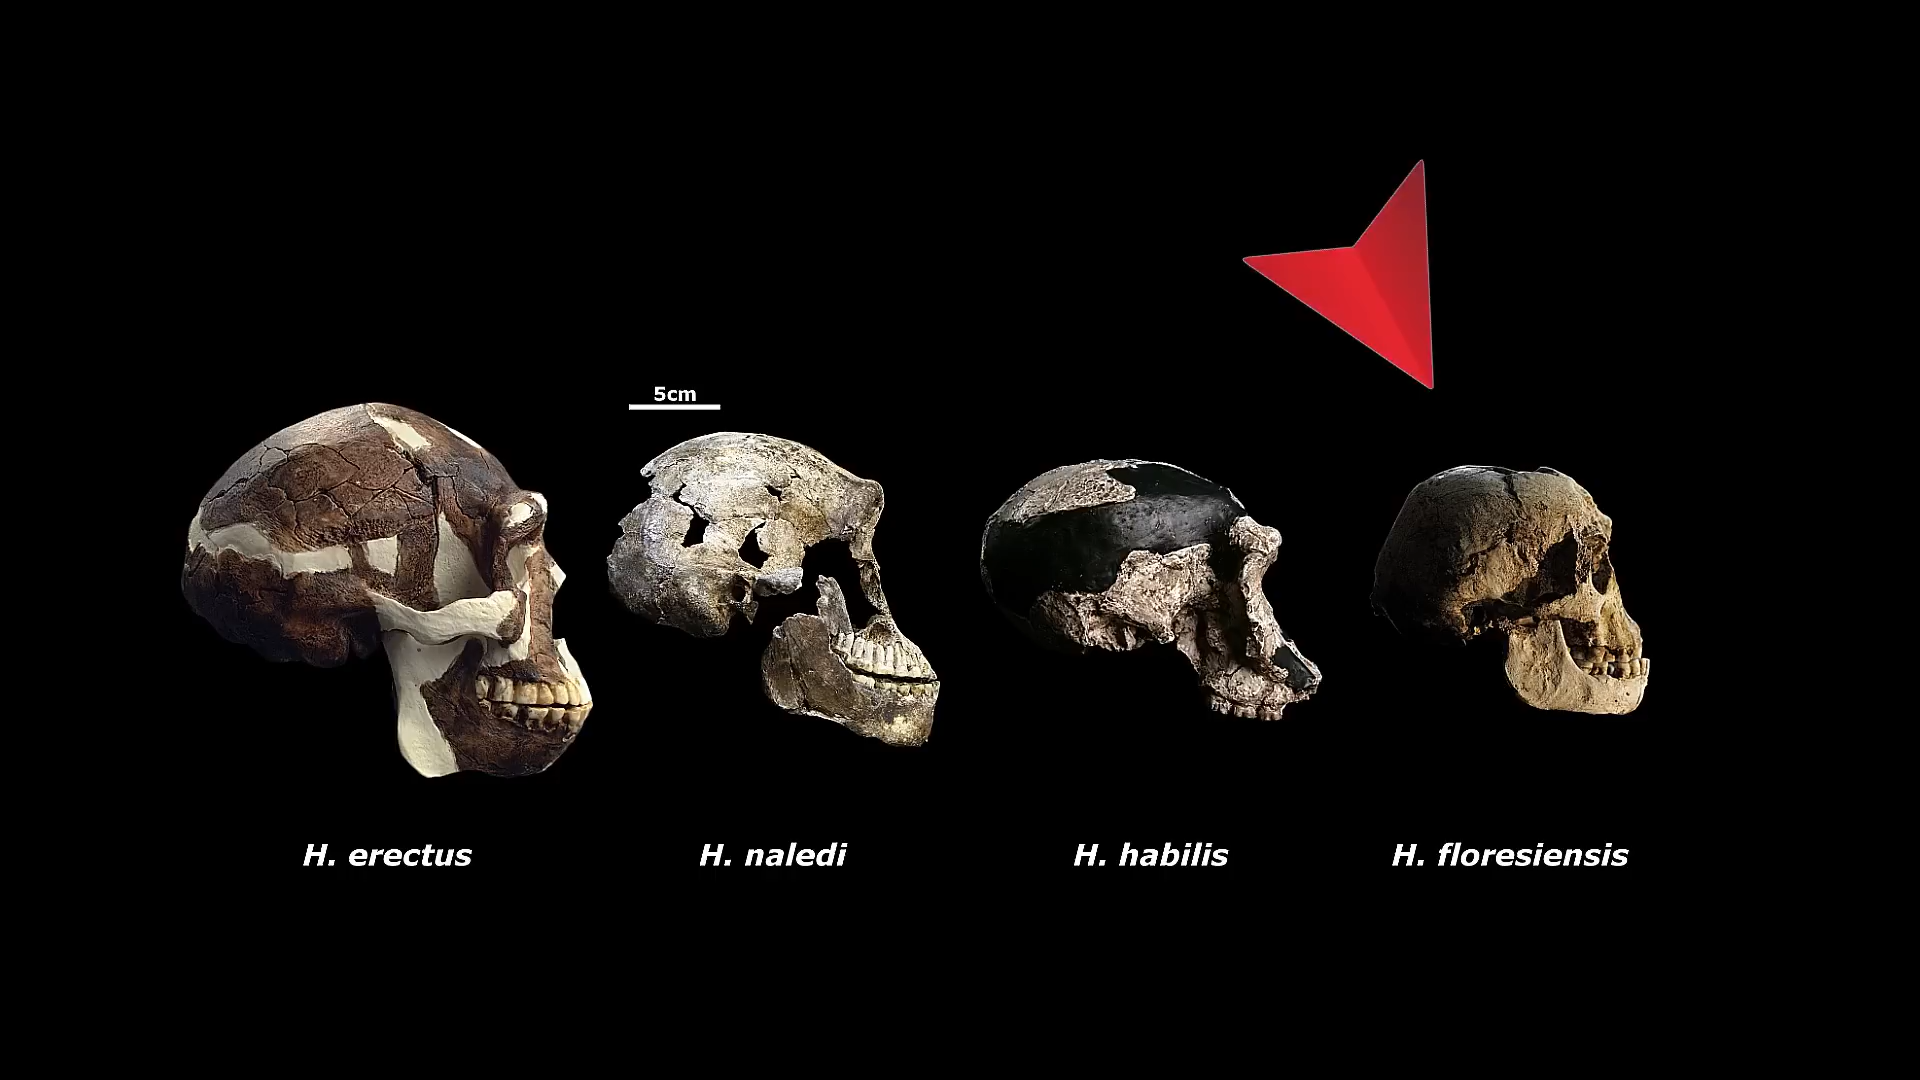 5cm
H. erectus
H. naledi
H. habilis
H. floresiensis